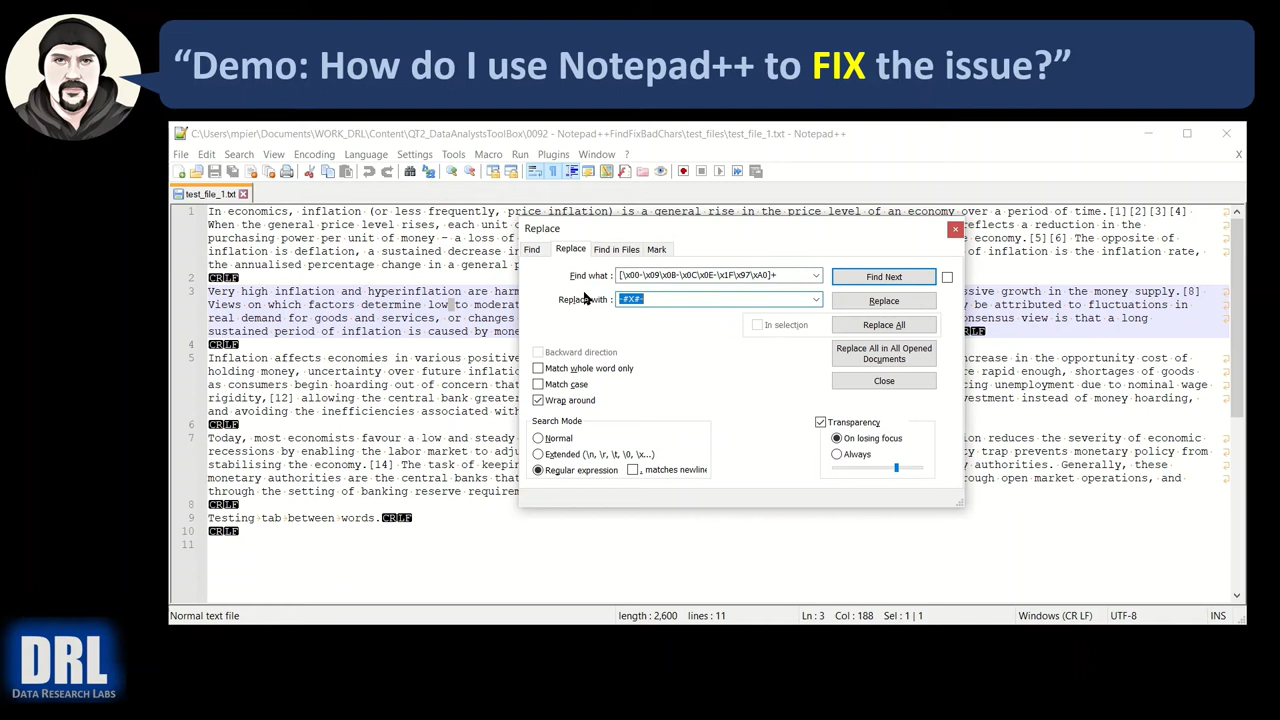 “Demo: How do I use Notepad++ to FIX the issue?”
C:\Users\mpier\Documents\WORK_DRL\Content\QT2_DataAnalystsToolBox\0092 - Notepad++FindFixBadChars\test_files\test_file_1.txt - Notepad++
File Edit Search View Encoding Language Settings Tools Macro Run Plugins Window ? X
test_file_1.txt
1 In economics, inflation (or less frequently, price inflation) is a general rise in the price level of an economy over a period of time.[1][2][3][4]
When the general price level rises, each unit o
reduction in the
purchasing power per unit of money – a loss of
economy.[5][6] The opposite of
inflation is deflation, a sustained decrease i
of inflation is the inflation rate,
the annualised percentage change in a general p
2 CRLF
3 Very high inflation and hyperinflation are harm
essive growth in the money supply.[8]
Views on which factors determine low to moderat
y be attributed to fluctuations in
real demand for goods and services, or changes
onsensus view is that a long
sustained period of inflation is caused by mone
CRLF
4 CRLF
5 Inflation affects economies in various positive
increase in the opportunity cost of
holding money, uncertainty over future inflatio
rapid enough, shortages of goods
as consumers begin hoarding out of concern that
ucing unemployment due to nominal wage
rigidity,[12] allowing the central bank greater
nvestment instead of money hoarding,
and avoiding the inefficiencies associated with
6 CRLF
7 Today, most economists favour a low and steady
ion reduces the severity of economic
recessions by enabling the labor market to adju
ty trap prevents monetary policy from
stabilising the economy.[14] The task of keepin
authorities. Generally, these
monetary authorities are the central banks that
rough open market operations, and
through the setting of banking reserve requirem
8 CRLF
9 Testing tab between words.CRLF
10 CRLF
11
Replace
Find Replace Find in Files Mark
Find what : [\x00-\x09\x0B-\x0C\x0E-\x1F\x97\xA0]+ Find Next
Replace with : -#X#- Replace
In selection Replace All
Replace All in All Opened
Documents
Backward direction
Match whole word only
Close
Match case
Wrap around
Search Mode
Normal
Extended (\n, \r, \t, \0, \x...)
Regular expression . matches newline
Transparency
On losing focus
Always
Normal text file length : 2,600 lines : 11 Ln : 3 Col : 188 Sel : 1 | 1 Windows (CR LF) UTF-8 INS
DRL
DATA RESEARCH LABS